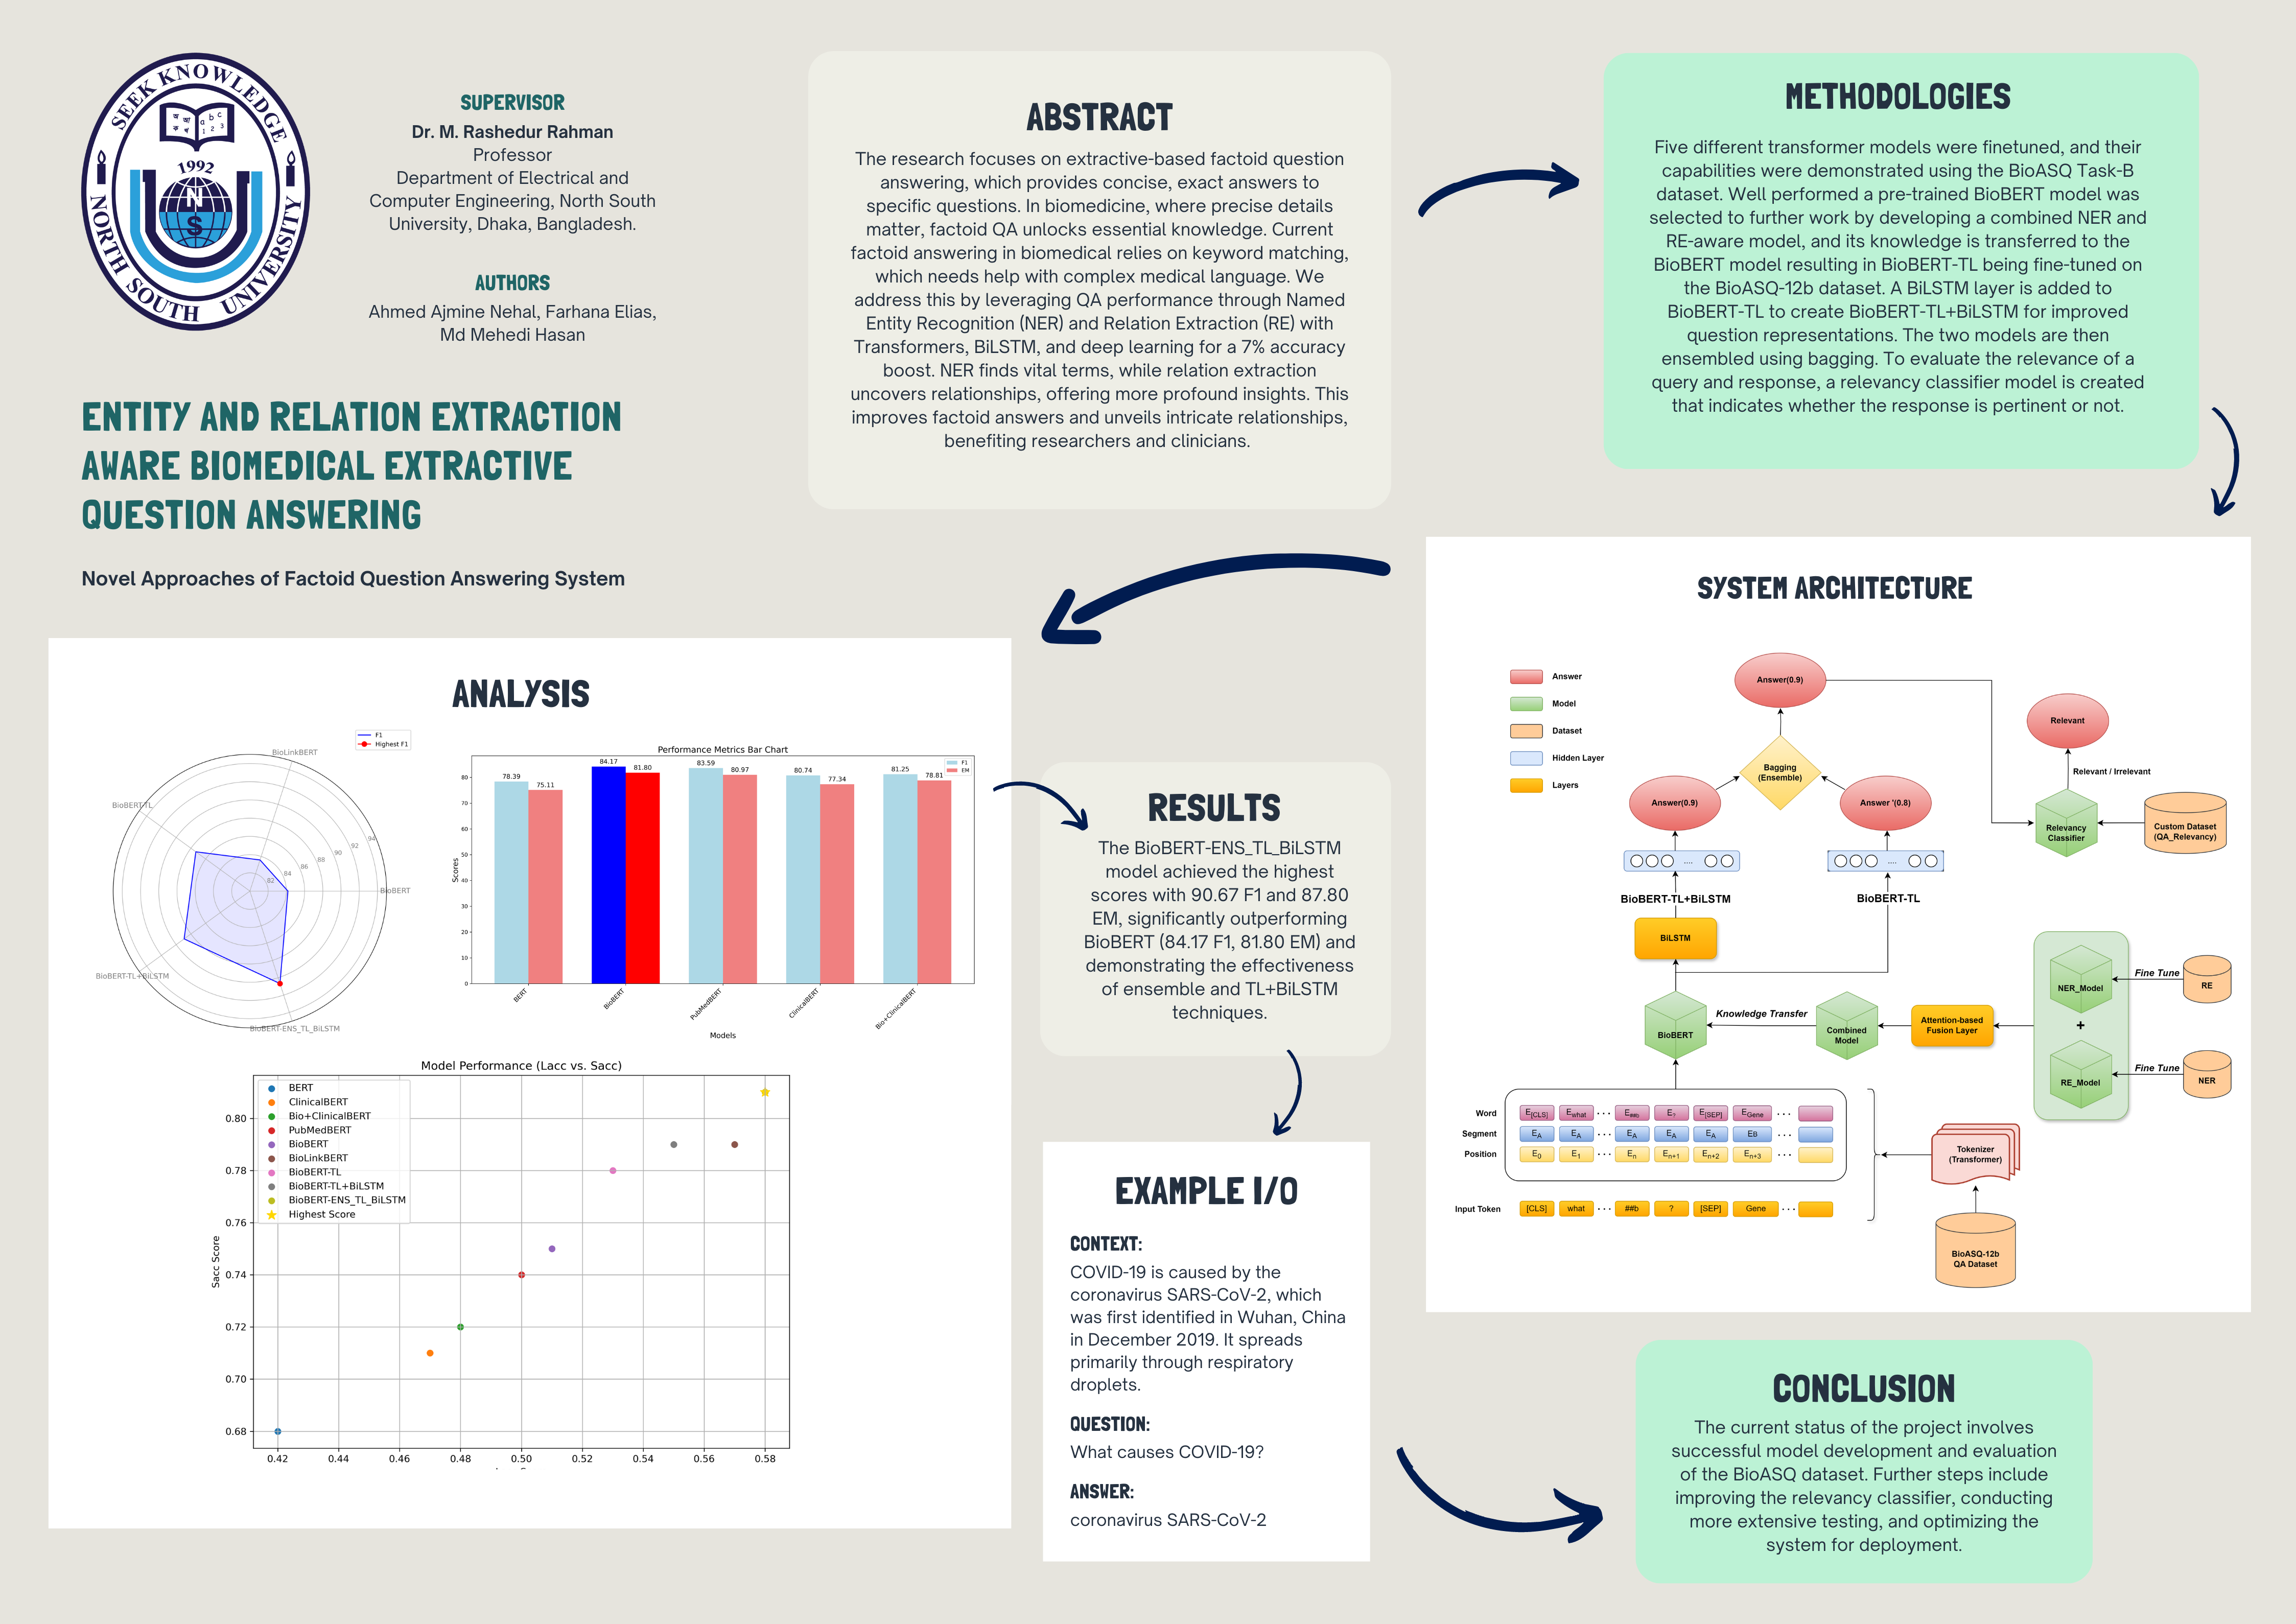 SEEK KNOWLEDGE
অ আ
ক খ
a b c
1 2 3
1992
N
S
NORTH SOUTH UNIVERSITY
SUPERVISOR
Dr. M. Rashedur Rahman
Professor
Department of Electrical and
Computer Engineering, North South
University, Dhaka, Bangladesh.
AUTHORS
Ahmed Ajmine Nehal, Farhana Elias,
Md Mehedi Hasan
ENTITY AND RELATION EXTRACTION
AWARE BIOMEDICAL EXTRACTIVE
QUESTION ANSWERING
Novel Approaches of Factoid Question Answering System
ABSTRACT
The research focuses on extractive-based factoid question
answering, which provides concise, exact answers to
specific questions. In biomedicine, where precise details
matter, factoid QA unlocks essential knowledge. Current
factoid answering in biomedical relies on keyword matching,
which needs help with complex medical language. We
address this by leveraging QA performance through Named
Entity Recognition (NER) and Relation Extraction (RE) with
Transformers, BiLSTM, and deep learning for a 7% accuracy
boost. NER finds vital terms, while relation extraction
uncovers relationships, offering more profound insights. This
improves factoid answers and unveils intricate relationships,
benefiting researchers and clinicians.
METHODOLOGIES
Five different transformer models were finetuned, and their
capabilities were demonstrated using the BioASQ Task-B
dataset. Well performed a pre-trained BioBERT model was
selected to further work by developing a combined NER and
RE-aware model, and its knowledge is transferred to the
BioBERT model resulting in BioBERT-TL being fine-tuned on
the BioASQ-12b dataset. A BiLSTM layer is added to
BioBERT-TL to create BioBERT-TL+BiLSTM for improved
question representations. The two models are then
ensembled using bagging. To evaluate the relevance of a
query and response, a relevancy classifier model is created
that indicates whether the response is pertinent or not.
SYSTEM ARCHITECTURE
Answer
Model
Dataset
Hidden Layer
Layers
Answer(0.9)
Bagging
(Ensemble)
Answer(0.9)
Answer '(0.8)
Relevant
Relevant / Irrelevant
Relevancy
Classifier
Custom Dataset
(QA_Relevancy)
....
....
BioBERT-TL+BiLSTM
BioBERT-TL
BiLSTM
BioBERT
Knowledge Transfer
Combined
Model
Attention-based
Fusion Layer
NER_Model
+
RE_Model
Fine Tune
RE
Fine Tune
NER
Word E[CLS] Ewhat ... E##b E? E[SEP] EGene ...
Segment EA EA ... EA EA EA EB ...
Position E0 E1 ... En En+1 En+2 En+3 ...
Input Token [CLS] what ... ##b ? [SEP] Gene ...
Tokenizer
(Transformer)
BioASQ-12b
QA Dataset
ANALYSIS
F1
Highest F1
BioLinkBERT
BioBERT-TL
BioBERT
BioBERT-TL+BiLSTM
BioBERT-ENS_TL_BiLSTM
82 84 86 88 90 92 94
Performance Metrics Bar Chart
F1
EM
78.39 75.11 84.17 81.80 83.59 80.97 80.74 77.34 81.25 78.81
Scores
80
70
60
50
40
30
20
10
0
BERT BioBERT PubMedBERT ClinicalBERT Bio+ClinicalBERT
Models
Model Performance (Lacc vs. Sacc)
BERT
ClinicalBERT
Bio+ClinicalBERT
PubMedBERT
BioBERT
BioLinkBERT
BioBERT-TL
BioBERT-TL+BiLSTM
BioBERT-ENS_TL_BiLSTM
Highest Score
Sacc Score
0.80
0.78
0.76
0.74
0.72
0.70
0.68
0.42 0.44 0.46 0.48 0.50 0.52 0.54 0.56 0.58
RESULTS
The BioBERT-ENS_TL_BiLSTM
model achieved the highest
scores with 90.67 F1 and 87.80
EM, significantly outperforming
BioBERT (84.17 F1, 81.80 EM) and
demonstrating the effectiveness
of ensemble and TL+BiLSTM
techniques.
EXAMPLE I/O
CONTEXT:
COVID-19 is caused by the
coronavirus SARS-CoV-2, which
was first identified in Wuhan, China
in December 2019. It spreads
primarily through respiratory
droplets.
QUESTION:
What causes COVID-19?
ANSWER:
coronavirus SARS-CoV-2
CONCLUSION
The current status of the project involves
successful model development and evaluation
of the BioASQ dataset. Further steps include
improving the relevancy classifier, conducting
more extensive testing, and optimizing the
system for deployment.